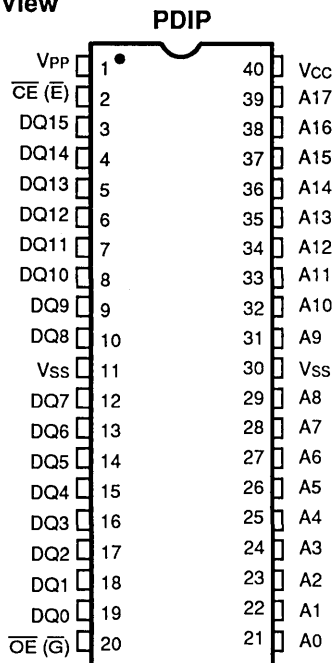 View
PDIP
VPP 1 40 VCC
CE (E) 2 39 A17
DQ15 3 38 A16
DQ14 4 37 A15
DQ13 5 36 A14
DQ12 6 35 A13
DQ11 7 34 A12
DQ10 8 33 A11
DQ9 9 32 A10
DQ8 10 31 A9
VSS 11 30 VSS
DQ7 12 29 A8
DQ6 13 28 A7
DQ5 14 27 A6
DQ4 15 26 A5
DQ3 16 25 A4
DQ2 17 24 A3
DQ1 18 23 A2
DQ0 19 22 A1
OE (G) 20 21 A0